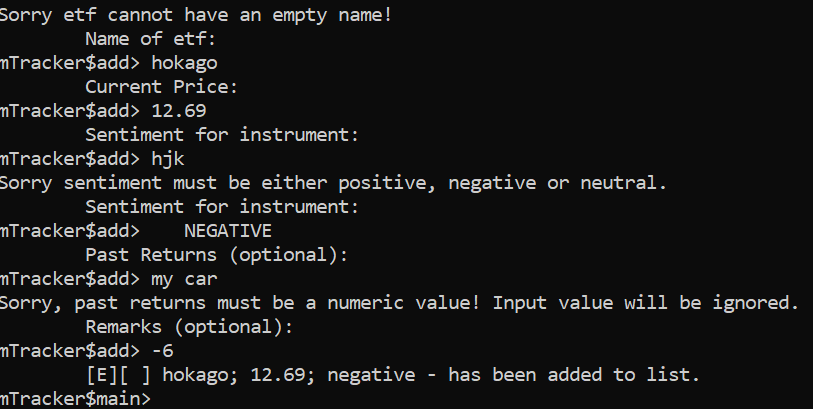 Sorry etf cannot have an empty name!
Name of etf:
mTracker$add> hokago
Current Price:
mTracker$add> 12.69
Sentiment for instrument:
mTracker$add> hjk
Sorry sentiment must be either positive, negative or neutral.
Sentiment for instrument:
mTracker$add>    NEGATIVE
Past Returns (optional):
mTracker$add> my car
Sorry, past returns must be a numeric value! Input value will be ignored.
Remarks (optional):
mTracker$add> -6
[E][ ] hokago; 12.69; negative - has been added to list.
mTracker$main>